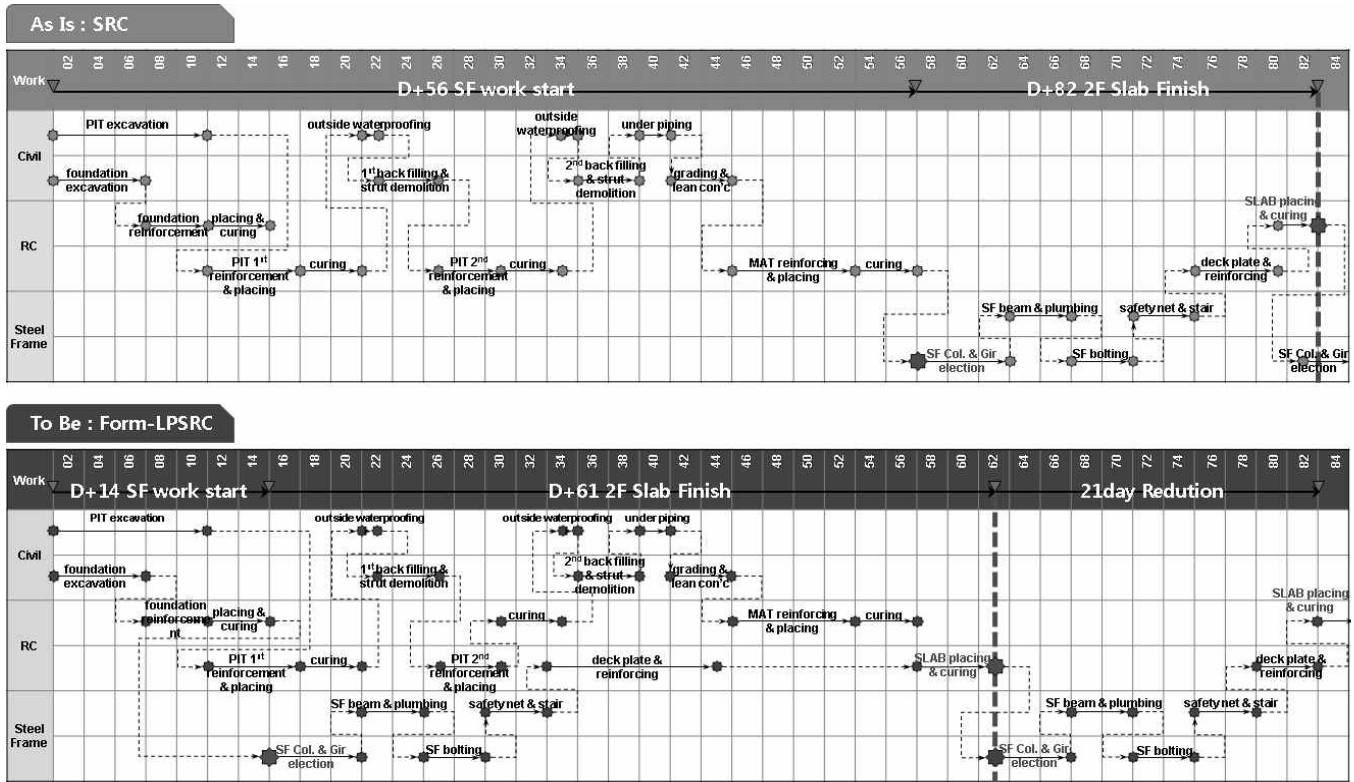 As Is : SRC
Work 02 04 06 08 10 12 14 16 18 20 22 24 26 28 30 32 34 36 38 40 42 44 46 48 50 52 54 56 58 60 62 64 66 68 70 72 74 76 78 80 82 84
D+56 SF work start
D+82 2F Slab Finish
Civil
PIT excavation
outside waterproofing
outside
waterproofing
under piping
foundation
excavation
1st back filling &
strut demolition
2nd back filling
& strut
demolition
grading &
lean con'c
RC
foundation
reinforcement
placing &
curing
SLAB placing
& curing
PIT 1st
reinforcement
& placing
curing
PIT 2nd
reinforcement
& placing
curing
MAT reinforcing
& placing
curing
deck plate &
reinforcing
Steel
Frame
SF beam & plumbing
safety net & stair
SF Col. & Gir
election
SF bolting
SF Col. & Gir
election
To Be : Form-LPSRC
Work 02 04 06 08 10 12 14 16 18 20 22 24 26 28 30 32 34 36 38 40 42 44 46 48 50 52 54 56 58 60 62 64 66 68 70 72 74 76 78 80 82 84
D+14 SF work start
D+61 2F Slab Finish
21day Redution
Civil
PIT excavation
outside waterproofing
outside waterproofing
under piping
foundation
excavation
1st back filling &
strut demolition
2nd back filling
& strut
demolition
grading &
lean con'c
RC
foundation
reinforceme
nt
placing &
curing
curing
MAT reinforcing
& placing
curing
SLAB placing
& curing
PIT 1st
reinforcement
& placing
curing
PIT 2nd
reinforcement
& placing
deck plate &
reinforcing
SLAB placing
& curing
deck plate &
reinforcing
Steel
Frame
SF beam & plumbing
safety net & stair
SF beam & plumbing
safety net & stair
SF Col. & Gir
election
SF bolting
SF Col. & Gir
election
SF bolting